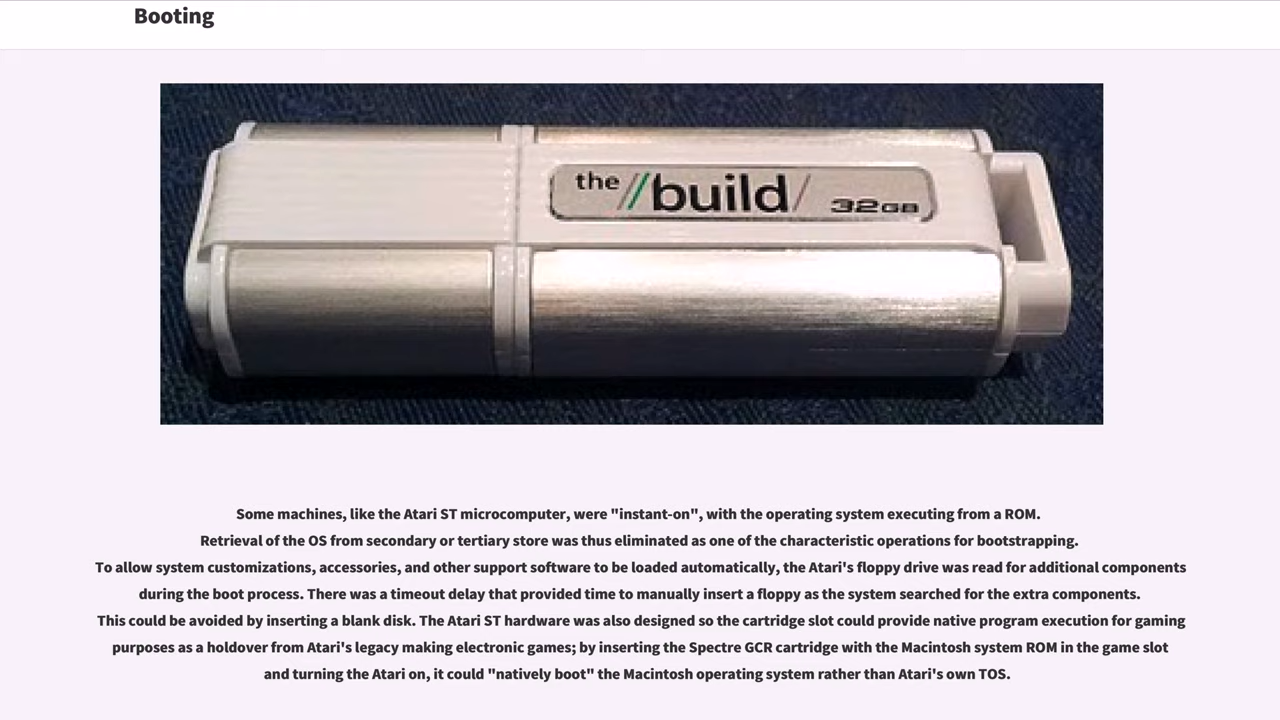 Booting
the //build/ 32GB
Some machines, like the Atari ST microcomputer, were "instant-on", with the operating system executing from a ROM.
Retrieval of the OS from secondary or tertiary store was thus eliminated as one of the characteristic operations for bootstrapping.
To allow system customizations, accessories, and other support software to be loaded automatically, the Atari's floppy drive was read for additional components
during the boot process. There was a timeout delay that provided time to manually insert a floppy as the system searched for the extra components.
This could be avoided by inserting a blank disk. The Atari ST hardware was also designed so the cartridge slot could provide native program execution for gaming
purposes as a holdover from Atari's legacy making electronic games; by inserting the Spectre GCR cartridge with the Macintosh system ROM in the game slot
and turning the Atari on, it could "natively boot" the Macintosh operating system rather than Atari's own TOS.